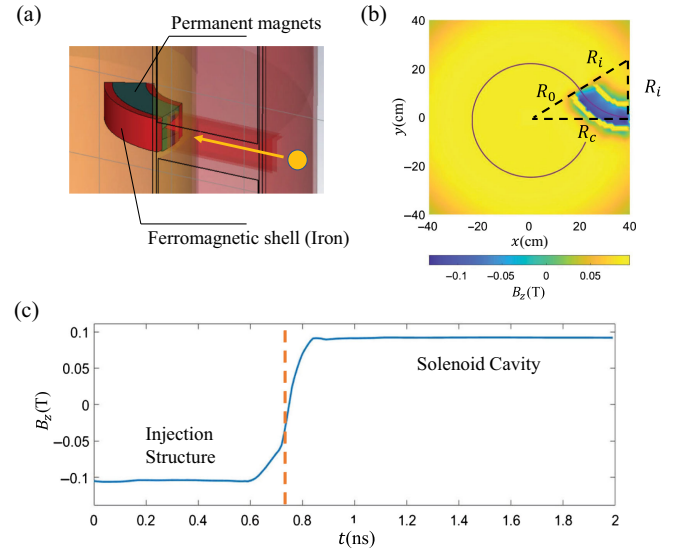 (a)
Permanent magnets
Ferromagnetic shell (Iron)
(b)
40
20
0
−20
−40
y(cm)
R_i
R_0
R_i
R_c
−40 −20 0 20 40
x(cm)
−0.1 −0.05 0 0.05
B_z(T)
(c)
0.1
0.05
0
−0.05
−0.1
B_z(T)
Solenoid Cavity
Injection
Structure
0 0.2 0.4 0.6 0.8 1 1.2 1.4 1.6 1.8 2
t(ns)